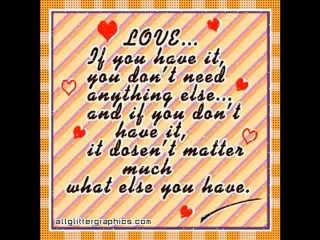 LOVE...
If you have it,
you don't need
anything else...,
and if you don't
have it,
it dosen't matter
much
what else you have.
allglittergraphics.com